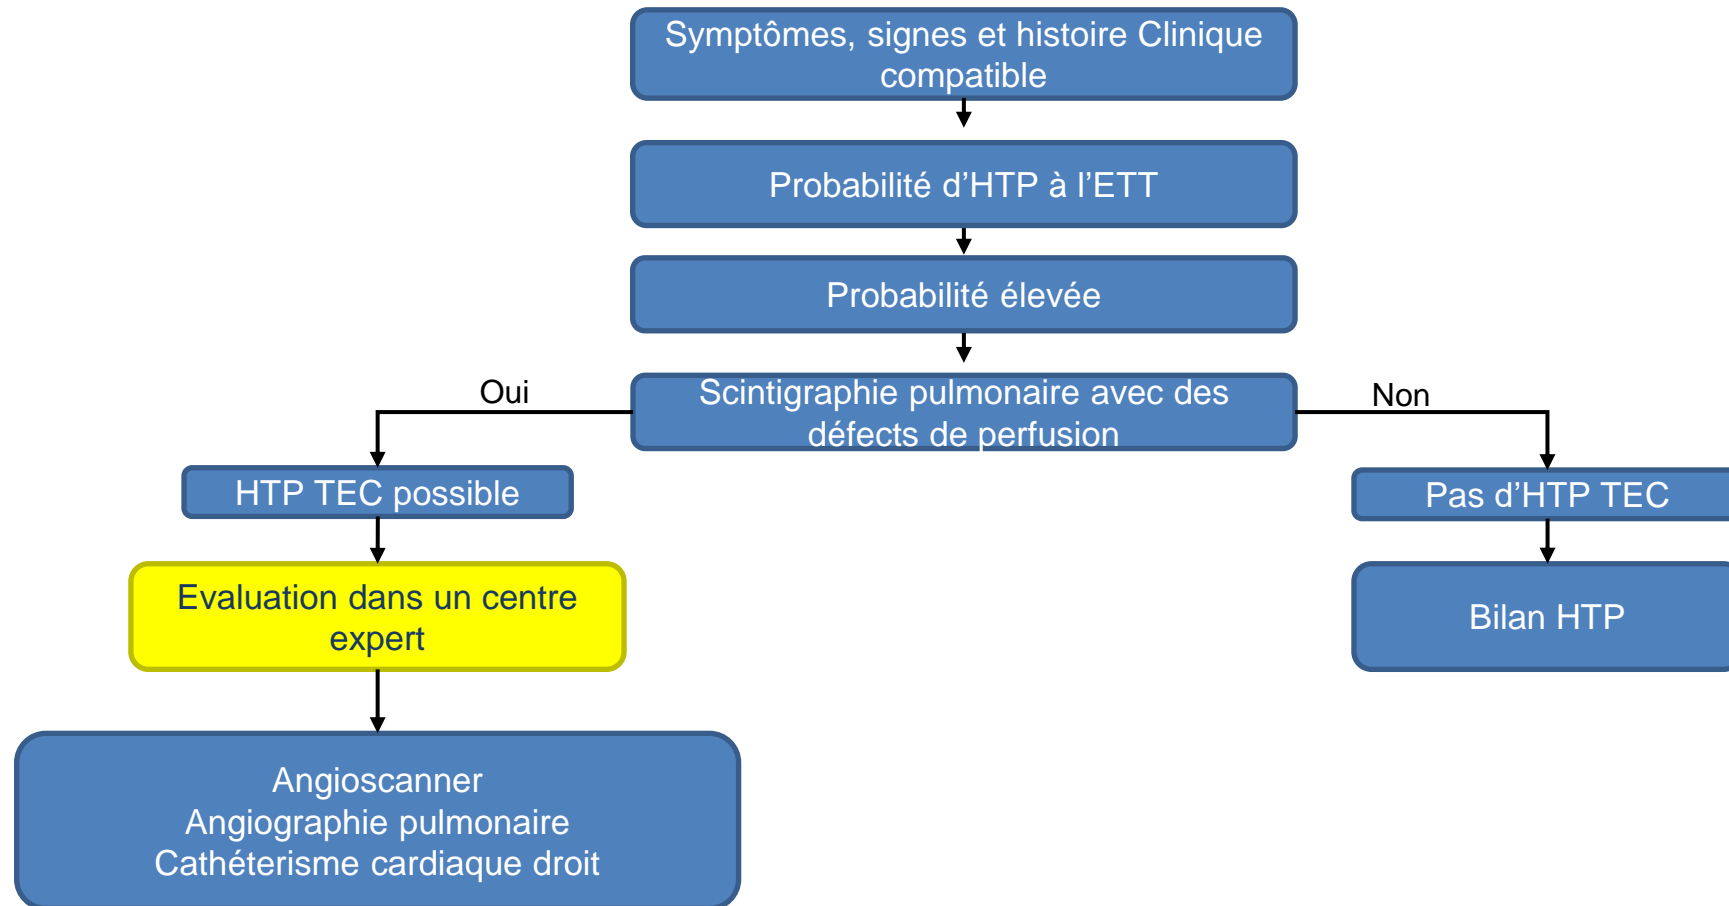 Symptômes, signes et histoire Clinique
compatible
Probabilité d’HTP à l’ETT
Probabilité élevée
Oui
Scintigraphie pulmonaire avec des
défects de perfusion
Non
HTP TEC possible
Pas d’HTP TEC
Evaluation dans un centre
expert
Bilan HTP
Angioscanner
Angiographie pulmonaire
Cathéterisme cardiaque droit